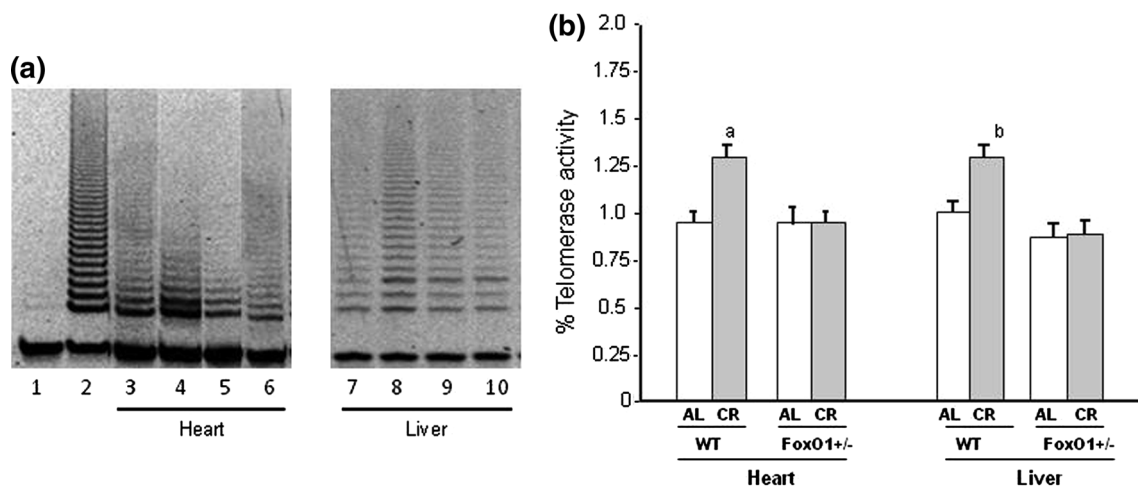 (a)
1 2 3 4 5 6
Heart
7 8 9 10
Liver
(b)
% Telomerase activity
2.0
1.75
1.5
1.25
1.0
0.75
0.5
0.25
0
a
b
AL CR AL CR AL CR AL CR
WT FoxO1+/- WT FoxO1+/-
Heart Liver